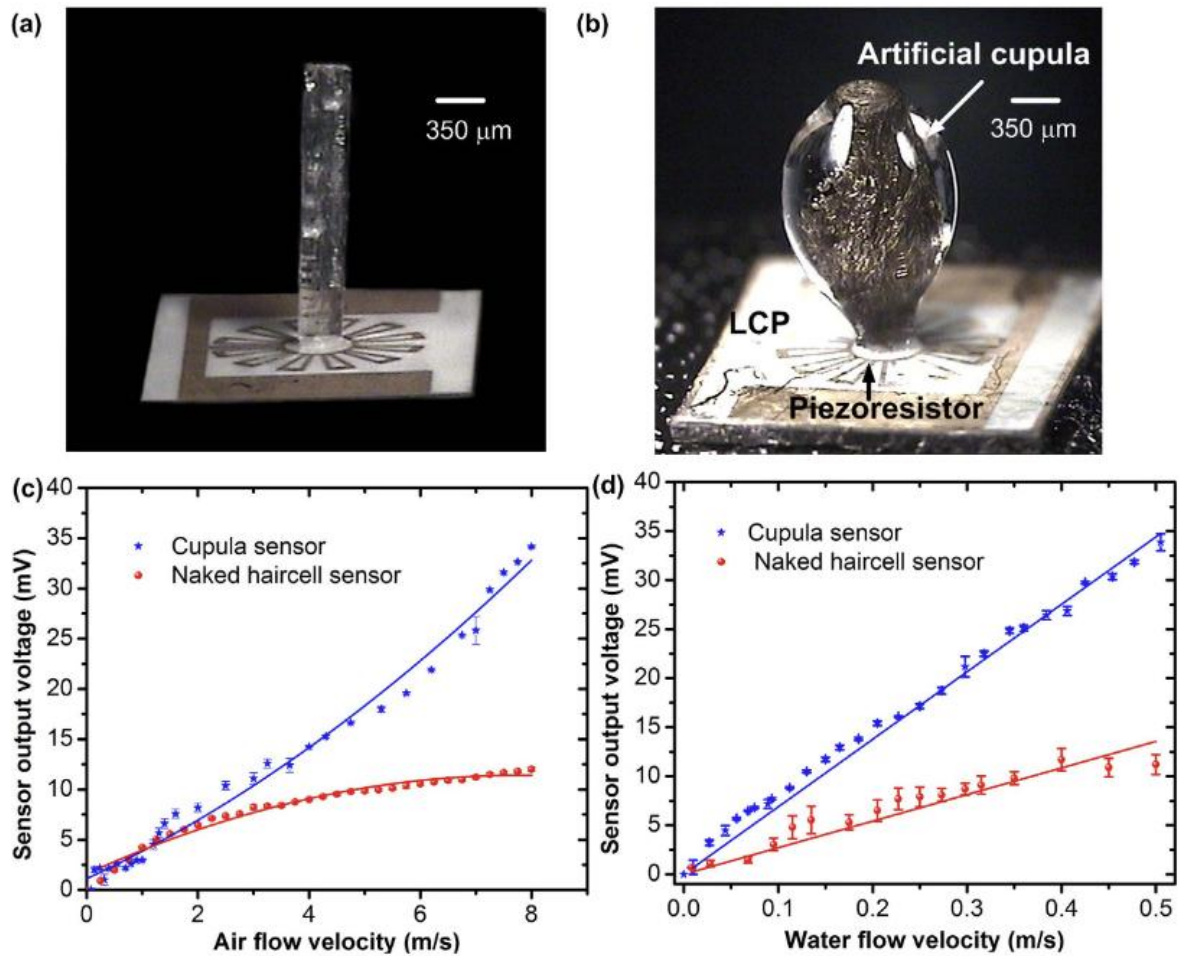 (a)
350 μm
(b)
Artificial cupula
350 μm
LCP
Piezoresistor
(c)
40
35
30
25
20
15
10
5
0
Sensor output voltage (mV)
Cupula sensor
Naked haircell sensor
0 2 4 6 8
Air flow velocity (m/s)
(d)
40
35
30
25
20
15
10
5
0
Sensor output voltage (mV)
Cupula sensor
Naked haircell sensor
0.0 0.1 0.2 0.3 0.4 0.5
Water flow velocity (m/s)